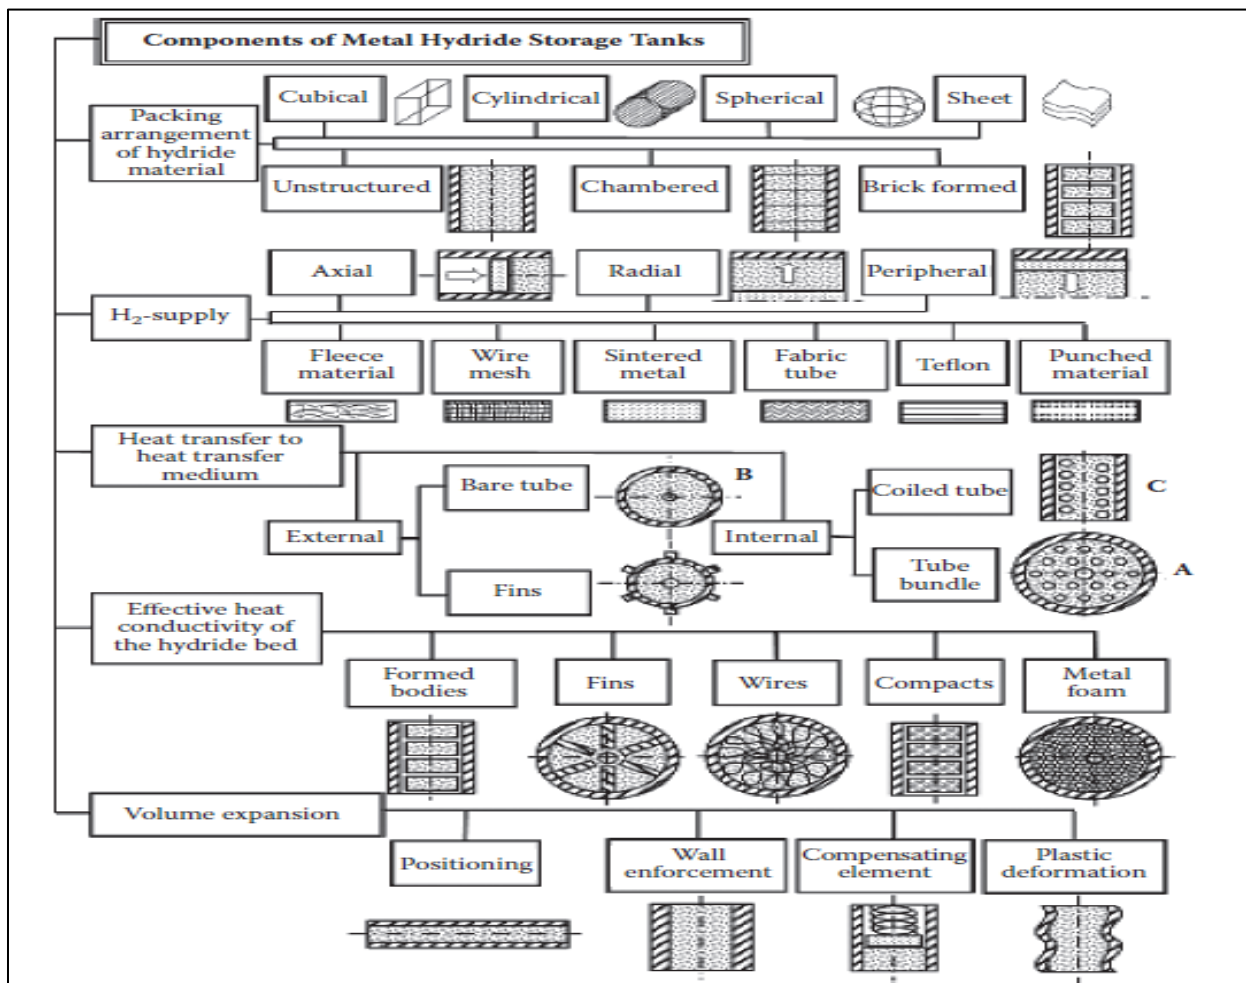 Components of Metal Hydride Storage Tanks
Cubical
Cylindrical
Spherical
Sheet
Packing
arrangement
of hydride
material
Unstructured
Chambered
Brick formed
Axial
Radial
Peripheral
H₂-supply
Fleece
material
Wire
mesh
Sintered
metal
Fabric
tube
Teflon
Punched
material
Heat transfer to
heat transfer
medium
Bare tube
B
Coiled tube
C
External
Internal
Fins
Tube
bundle
A
Effective heat
conductivity of
the hydride bed
Formed
bodies
Fins
Wires
Compacts
Metal
foam
Volume expansion
Positioning
Wall
enforcement
Compensating
element
Plastic
deformation